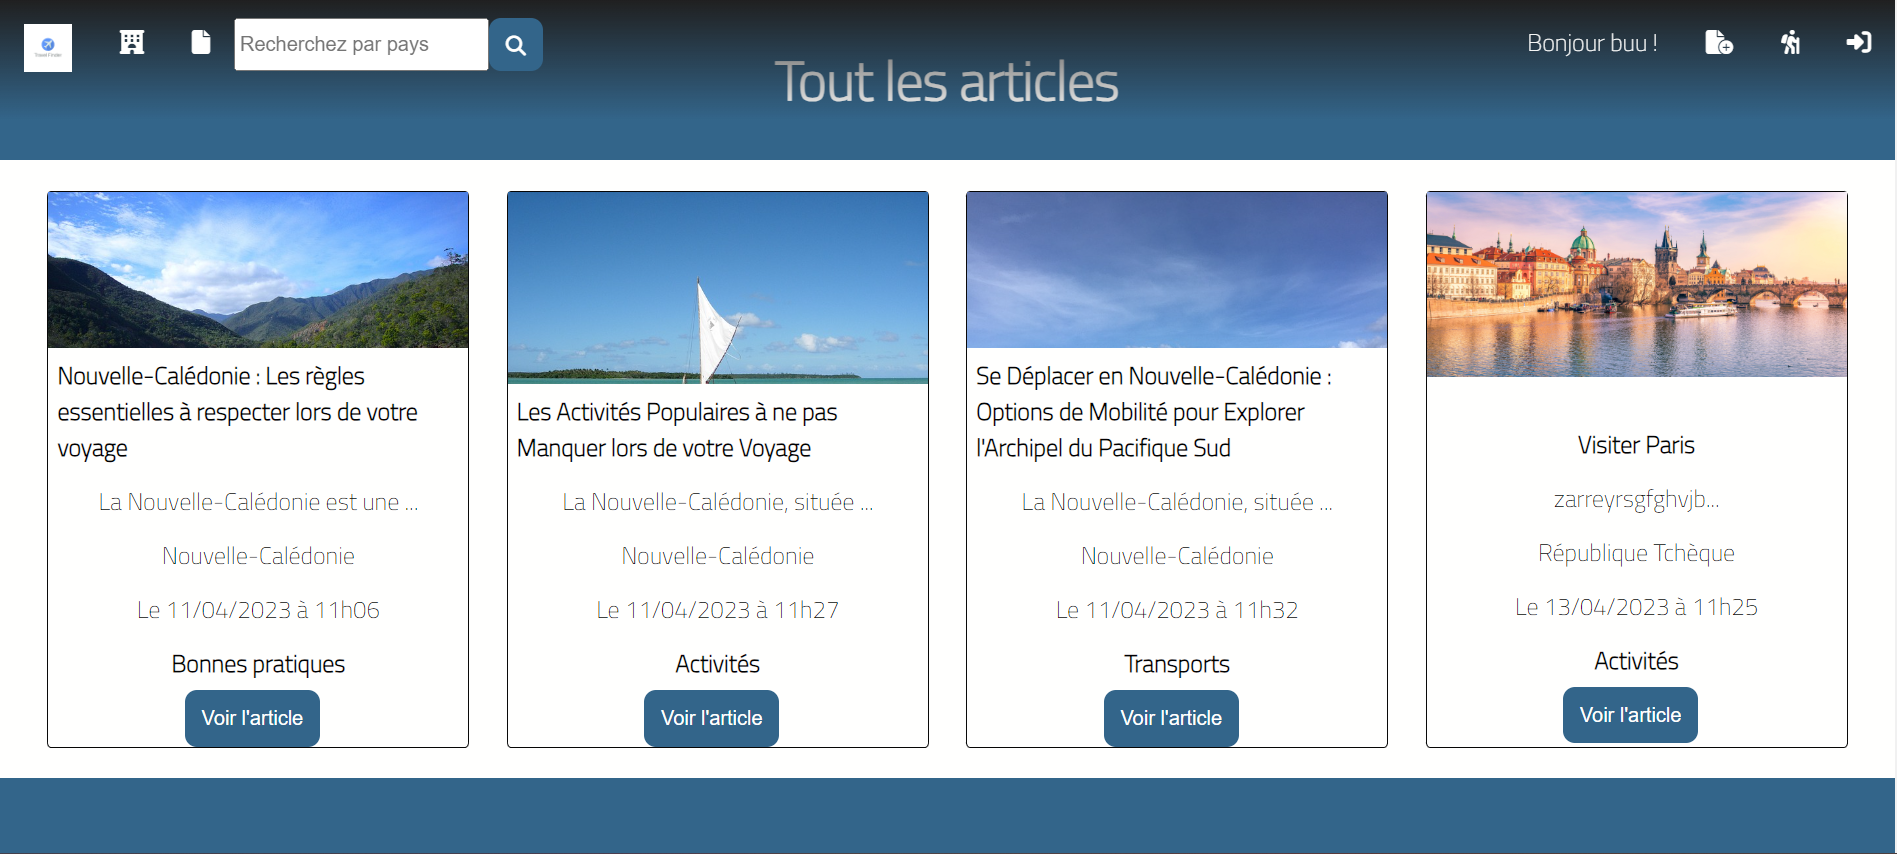 Travel Finder
Recherchez par pays
Bonjour buu !
Tout les articles
Nouvelle-Calédonie : Les règles
essentielles à respecter lors de votre
voyage
La Nouvelle-Calédonie est une ...
Nouvelle-Calédonie
Le 11/04/2023 à 11h06
Bonnes pratiques
Voir l'article
Les Activités Populaires à ne pas
Manquer lors de votre Voyage
La Nouvelle-Calédonie, située ...
Nouvelle-Calédonie
Le 11/04/2023 à 11h27
Activités
Voir l'article
Se Déplacer en Nouvelle-Calédonie :
Options de Mobilité pour Explorer
l'Archipel du Pacifique Sud
La Nouvelle-Calédonie, située ...
Nouvelle-Calédonie
Le 11/04/2023 à 11h32
Transports
Voir l'article
Visiter Paris
zarreyrsgfghvjb...
République Tchèque
Le 13/04/2023 à 11h25
Activités
Voir l'article